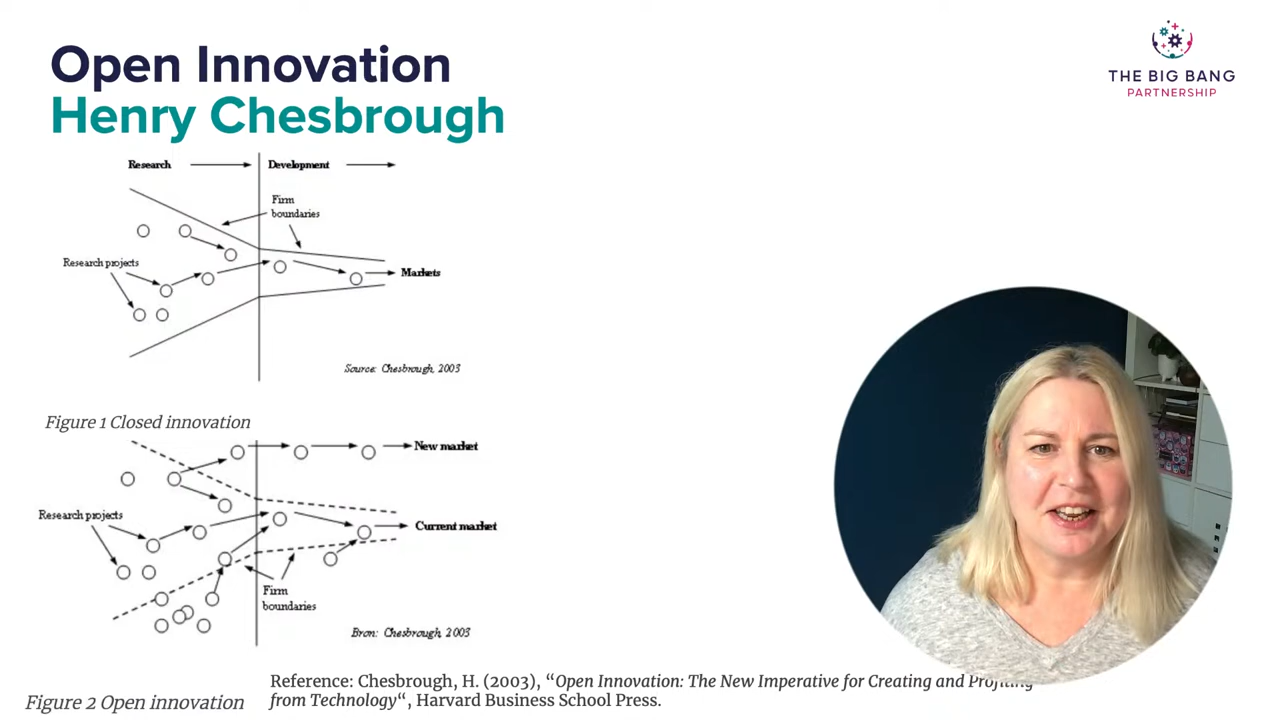 Open Innovation
Henry Chesbrough
THE BIG BANG
PARTNERSHIP
Research
Development
Firm
boundaries
Research projects
Markets
Source: Chesbrough, 2003
Figure 1 Closed innovation
New market
Research projects
Current market
Firm
boundaries
Bron: Chesbrough, 2003
Figure 2 Open innovation
Reference: Chesbrough, H. (2003), “Open Innovation: The New Imperative for Creating and Profiting
from Technology“, Harvard Business School Press.